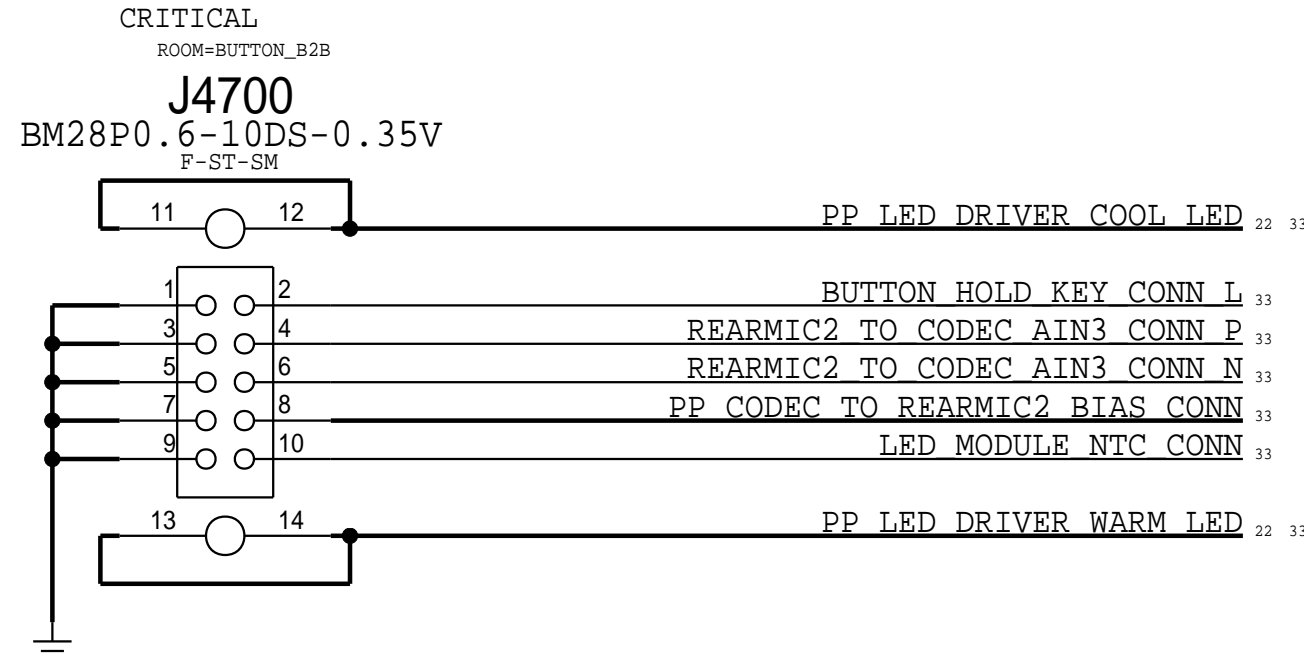 CRITICAL
ROOM=BUTTON_B2B
J4700
BM28P0.6-10DS-0.35V
F-ST-SM
11 12 PP_LED_DRIVER_COOL_LED 22 33
1 2 BUTTON_HOLD_KEY_CONN_L 33
3 4 REARMIC2_TO_CODEC_AIN3_CONN_P 33
5 6 REARMIC2_TO_CODEC_AIN3_CONN_N 33
7 8 PP_CODEC_TO_REARMIC2_BIAS_CONN 33
9 10 LED_MODULE_NTC_CONN 33
13 14 PP_LED_DRIVER_WARM_LED 22 33